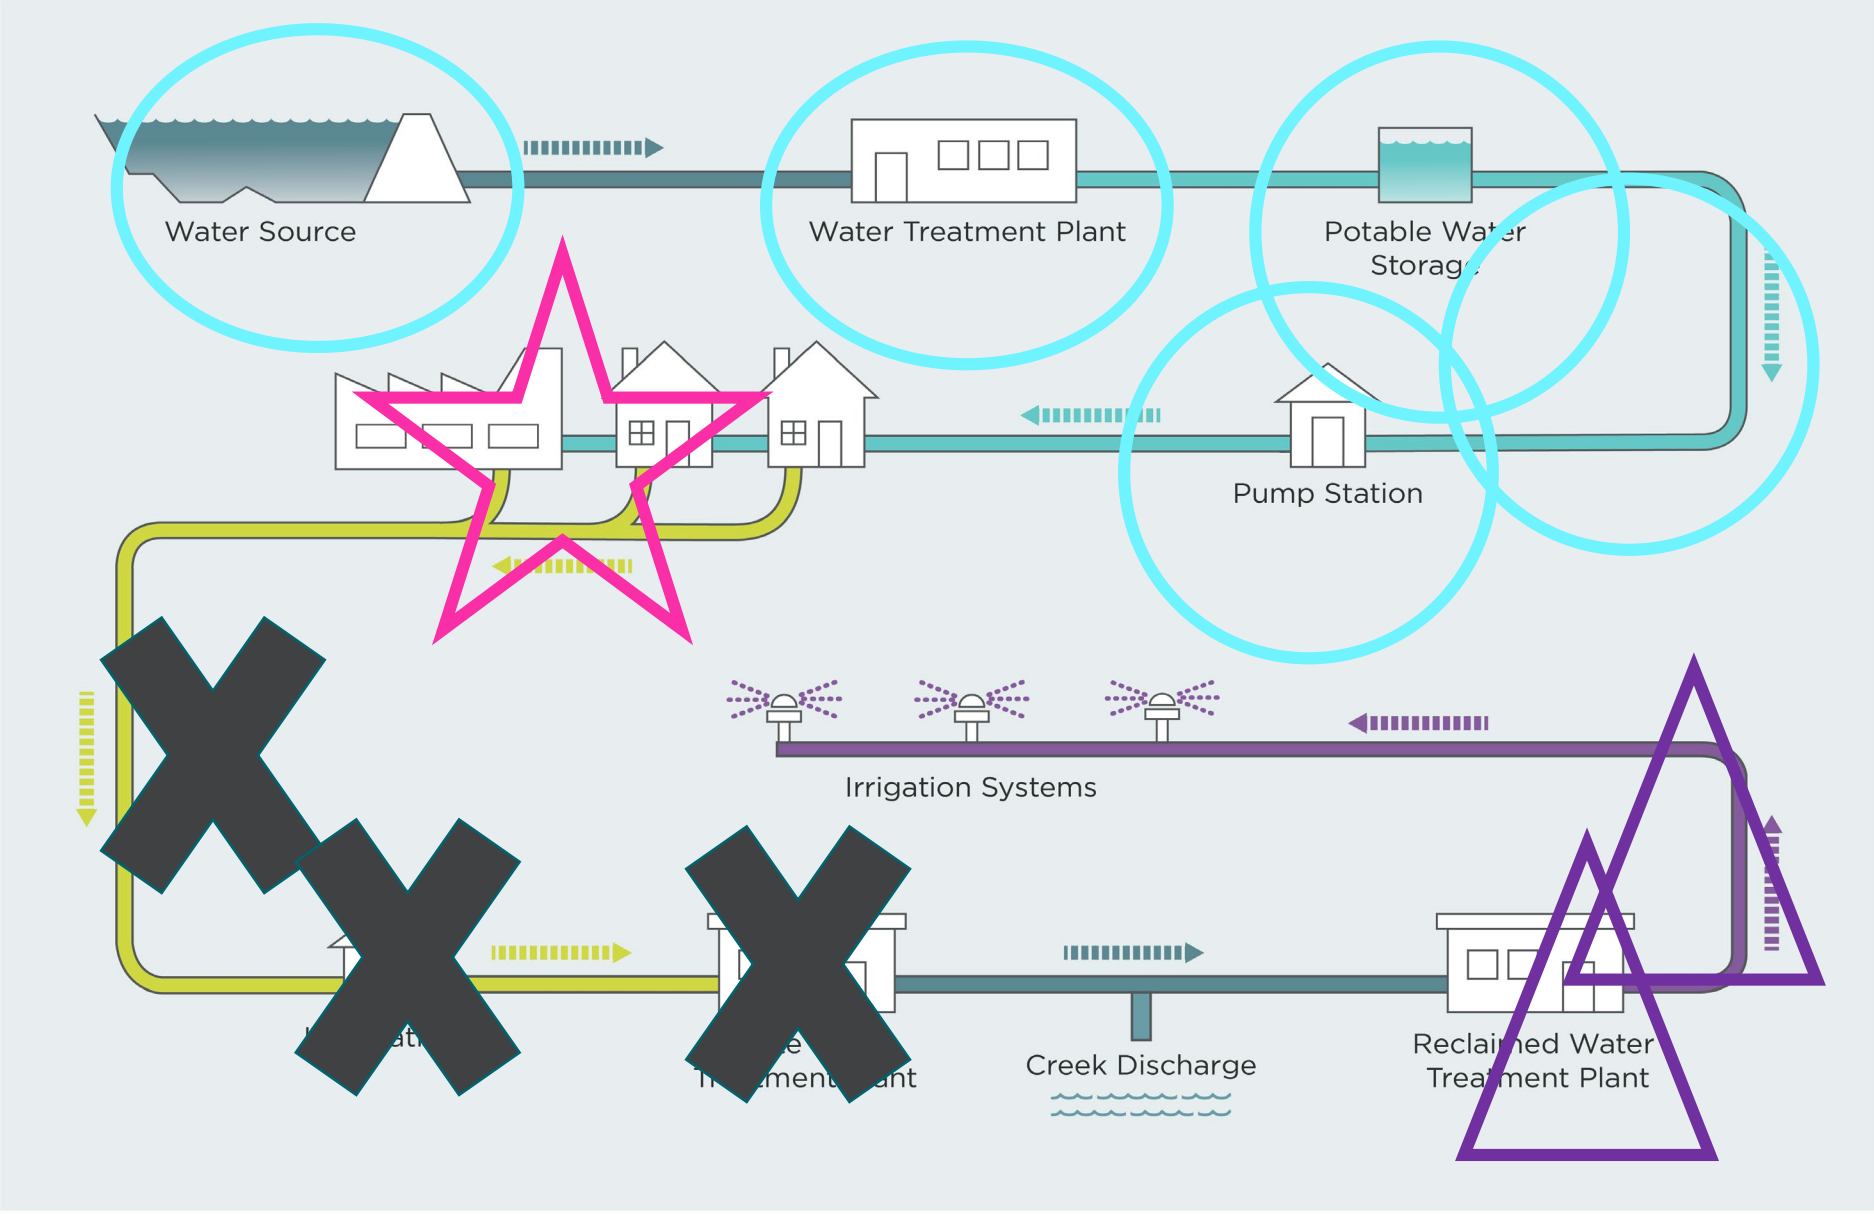 Water Source
Water Treatment Plant
Potable Water
Storage
Pump Station
Irrigation Systems
Creek Discharge
Reclaimed Water
Treatment Plant